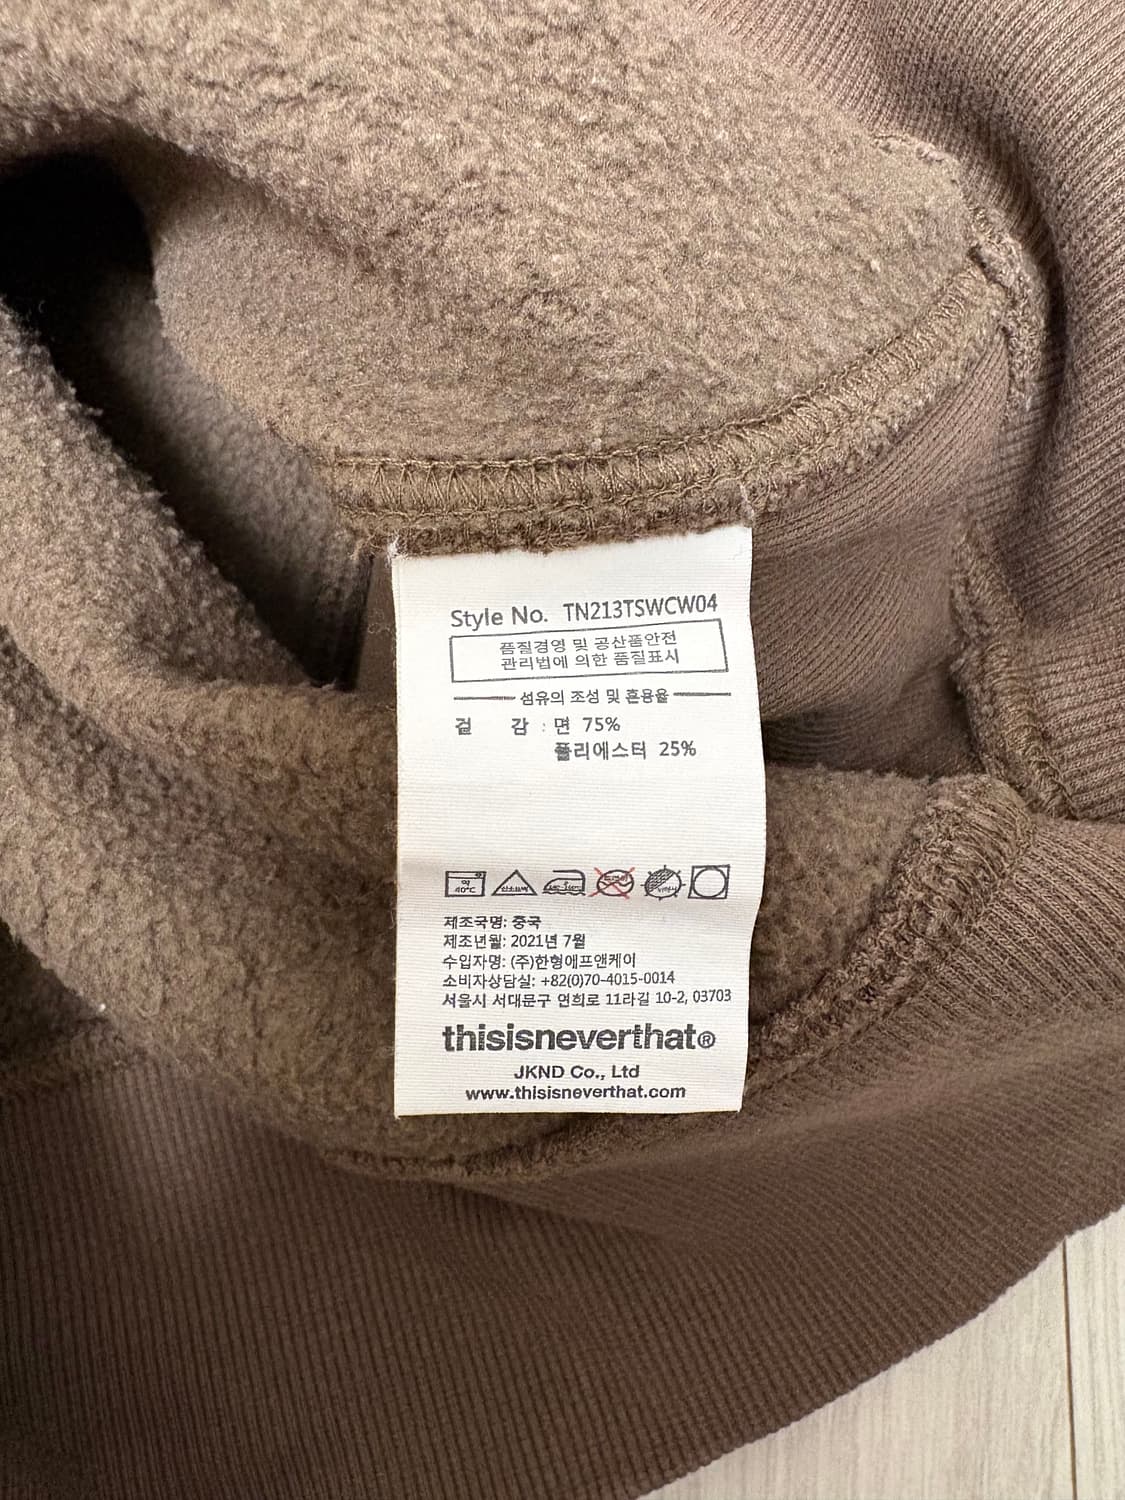 Style No. TN213TSWCW04
품질경영 및 공산품안전
관리법에 의한 품질표시
섬유의 조성 및 혼용율
겉 감 : 면 75%
폴리에스터 25%
약
40°C
제조국명: 중국
제조년월: 2021년 7월
수입자명: (주)한형에프앤케이
소비자상담실: +82(0)70-4015-0014
서울시 서대문구 연희로 11라길 10-2, 03703
thisisneverthat®
JKND Co., Ltd
www.thisisneverthat.com